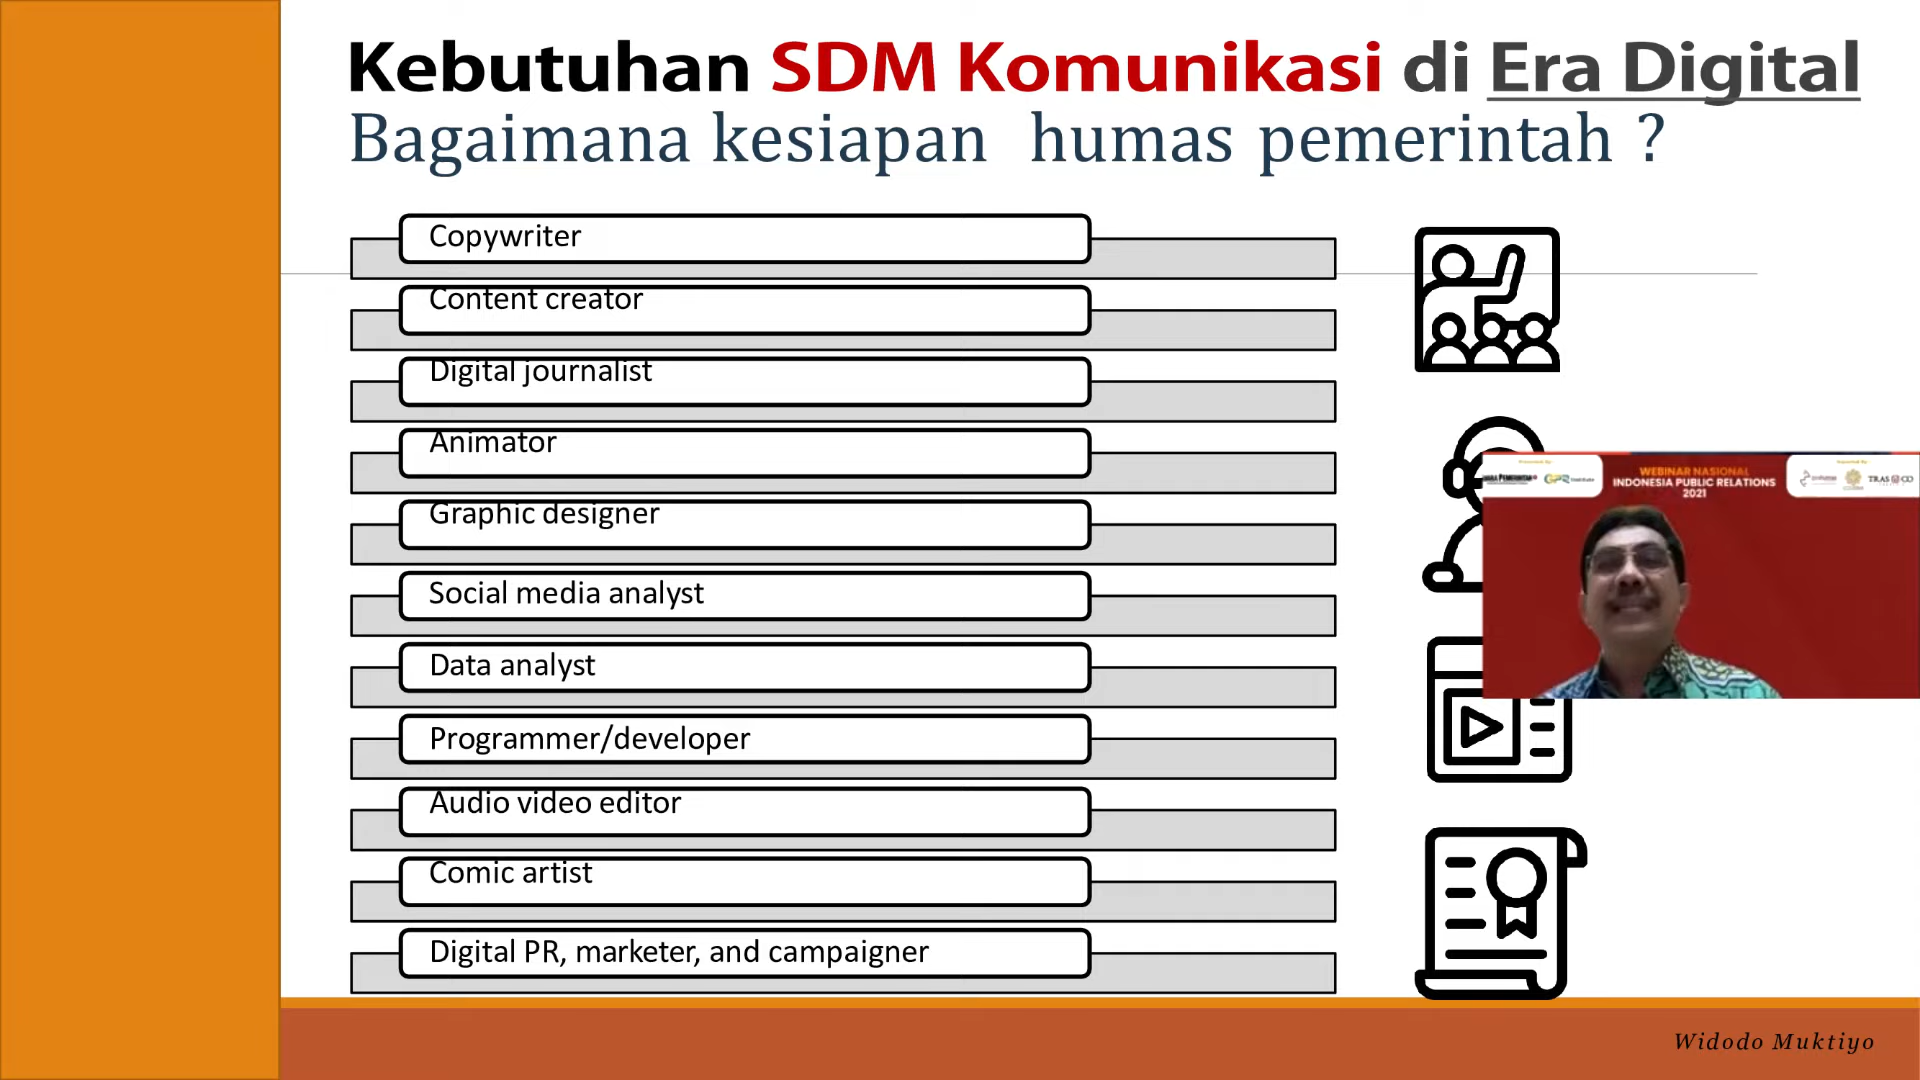 Kebutuhan SDM Komunikasi di Era Digital
Bagaimana kesiapan humas pemerintah ?
Copywriter
Content creator
Digital journalist
Animator
Graphic designer
Social media analyst
Data analyst
Programmer/developer
Audio video editor
Comic artist
Digital PR, marketer, and campaigner
WEBINAR NASIONAL
INDONESIA PUBLIC RELATIONS
2021
TRAS CO
Widodo Muktiyo